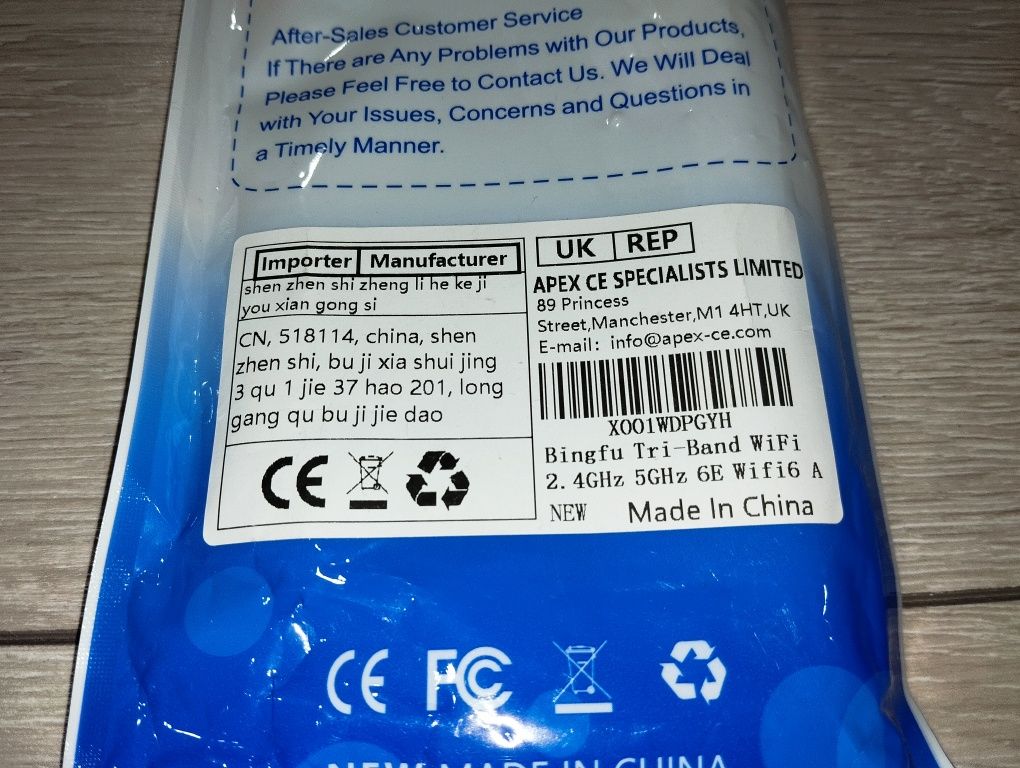 After-Sales Customer Service
If There are Any Problems with Our Products,
Please Feel Free to Contact Us. We Will Deal
with Your Issues, Concerns and Questions in
a Timely Manner.
Importer Manufacturer
shen zhen shi zheng li he ke ji
you xian gong si
CN, 518114, china, shen
zhen shi, bu ji xia shui jing
3 qu 1 jie 37 hao 201, long
gang qu bu ji jie dao
CE
UK REP
APEX CE SPECIALISTS LIMITED
89 Princess
Street,Manchester,M1 4HT,UK
E-mail: info@apex-ce.com
X001WDPGYH
Bingfu Tri-Band WiFi
2.4GHz 5GHz 6E Wifi6 A
NEW Made In China
CE FC
NEW! MADE IN CHINA